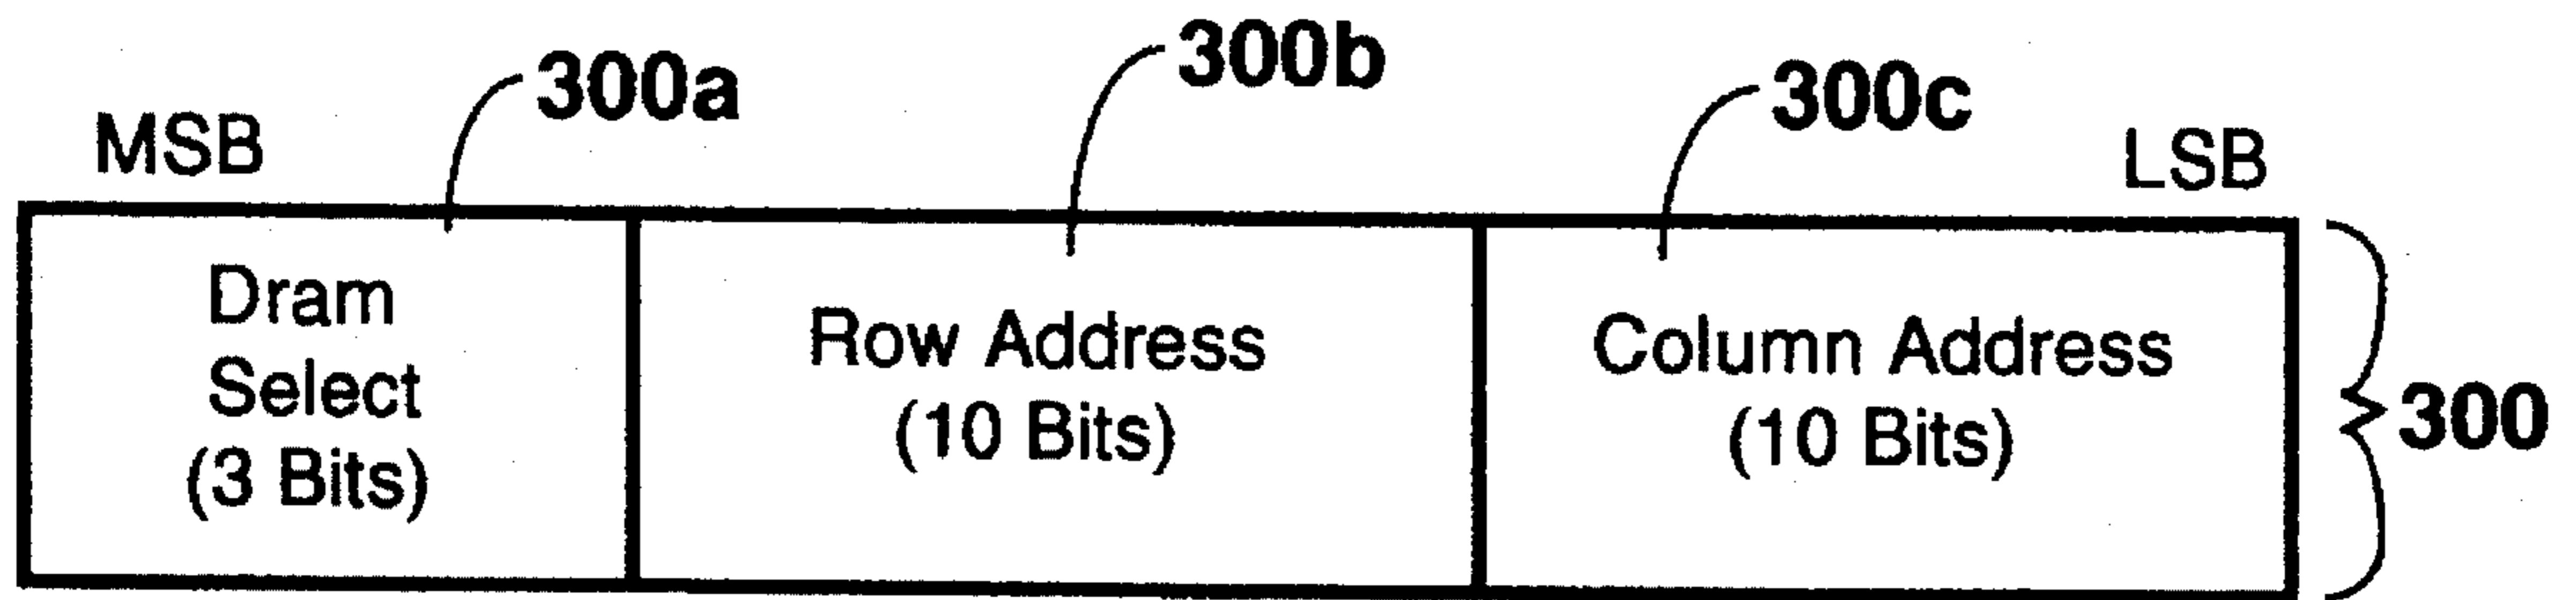 300a
300b
300c
MSB
LSB
Dram
Select
(3 Bits)
Row Address
(10 Bits)
Column Address
(10 Bits)
300